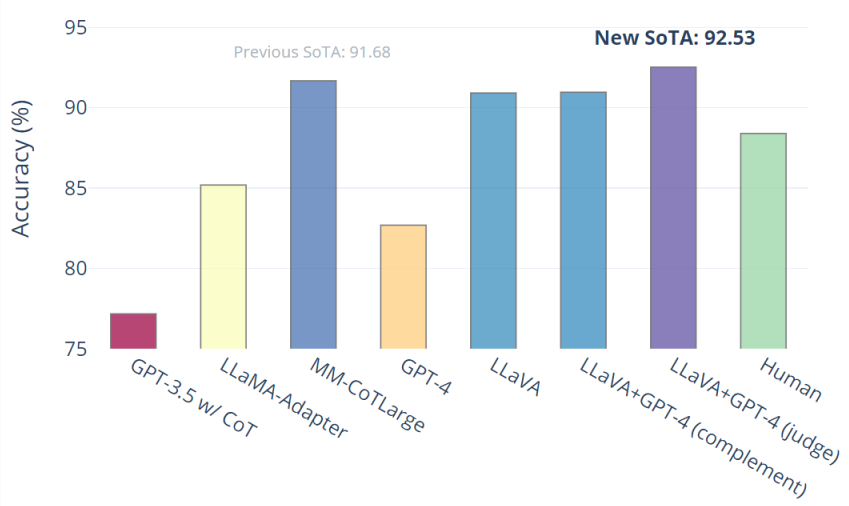 95
Previous SoTA: 91.68
New SoTA: 92.53
90
85
80
75
Accuracy (%)
GPT-3.5 w/ CoT
LLaMA-Adapter
MM-CoTLarge
GPT-4
LLaVA
LLaVA+GPT-4 (complement)
LLaVA+GPT-4 (judge)
Human